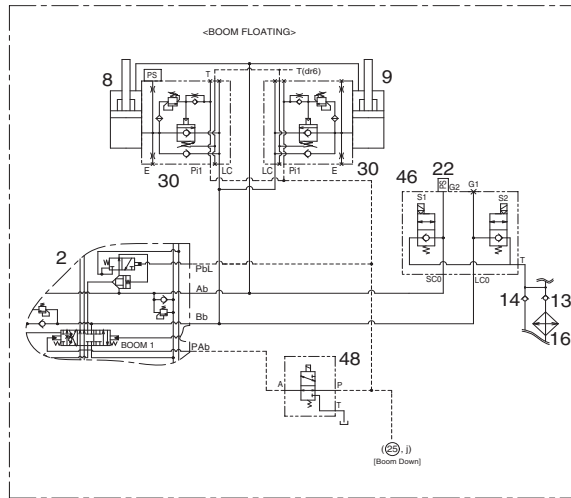 <BOOM FLOATING>
8
PS
T
T(dr6)
9
E
Pi1
LC
LC
Pi1
E
30
30
46
22
PS
G2
G1
S1
S2
T
SC0
LC0
14
13
16
2
PbL
Ab
Bb
BOOM 1
PAb
48
A
P
T
(25, j)
[Boom Down]